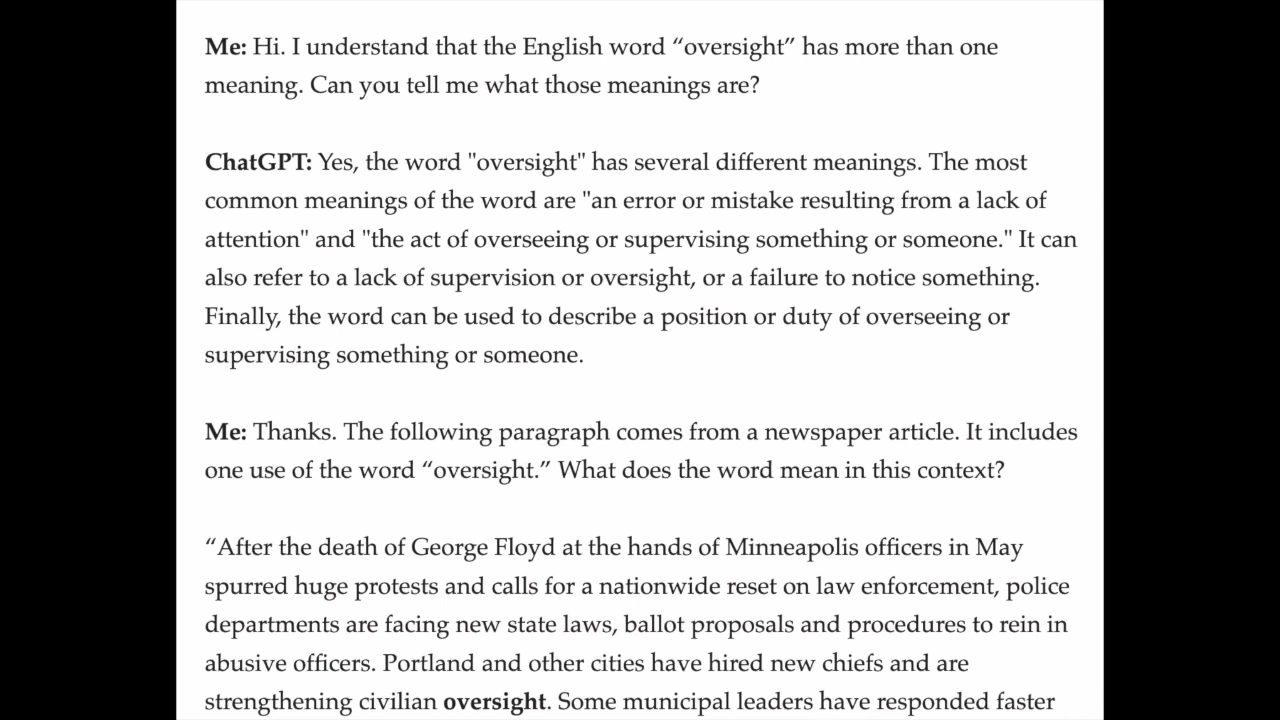 Me: Hi. I understand that the English word “oversight” has more than one
meaning. Can you tell me what those meanings are?
ChatGPT: Yes, the word "oversight" has several different meanings. The most
common meanings of the word are "an error or mistake resulting from a lack of
attention" and "the act of overseeing or supervising something or someone." It can
also refer to a lack of supervision or oversight, or a failure to notice something.
Finally, the word can be used to describe a position or duty of overseeing or
supervising something or someone.
Me: Thanks. The following paragraph comes from a newspaper article. It includes
one use of the word “oversight.” What does the word mean in this context?
“After the death of George Floyd at the hands of Minneapolis officers in May
spurred huge protests and calls for a nationwide reset on law enforcement, police
departments are facing new state laws, ballot proposals and procedures to rein in
abusive officers. Portland and other cities have hired new chiefs and are
strengthening civilian oversight. Some municipal leaders have responded faster